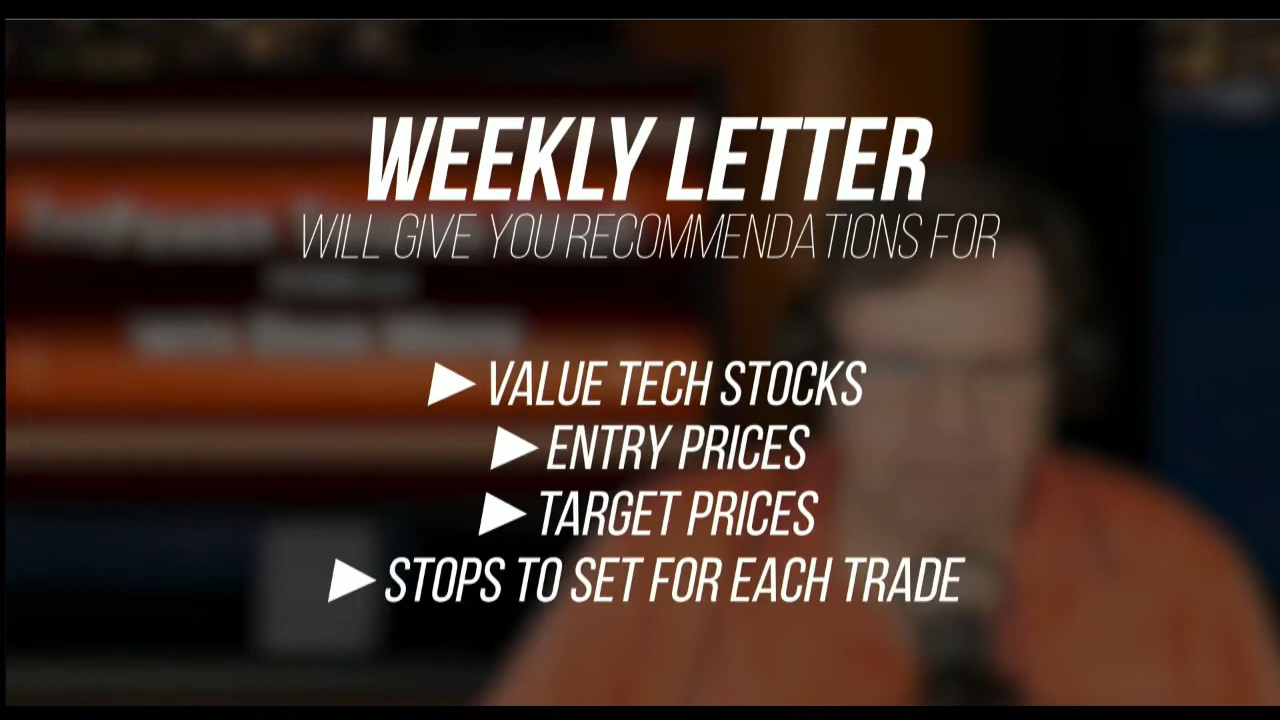 WEEKLY LETTER
WILL GIVE YOU RECOMMENDATIONS FOR
► VALUE TECH STOCKS
► ENTRY PRICES
► TARGET PRICES
► STOPS TO SET FOR EACH TRADE